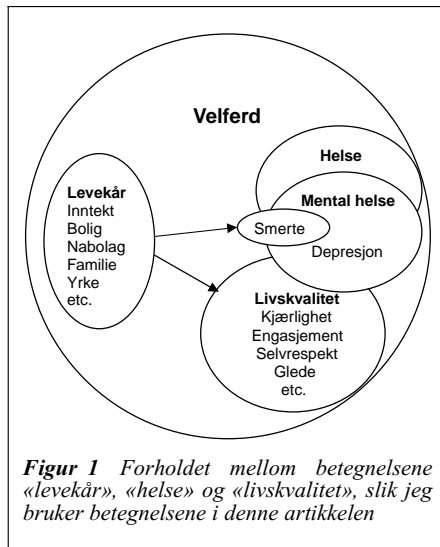 Velferd
Helse
Levekår
Inntekt
Bolig
Nabolag
Familie
Yrke
etc.
Mental helse
Smerte
Depresjon
Livskvalitet
Kjærlighet
Engasjement
Selvrespekt
Glede
etc.
Figur 1 Forholdet mellom betegnelsene
«levekår», «helse» og «livskvalitet», slik jeg
bruker betegnelsene i denne artikkelen